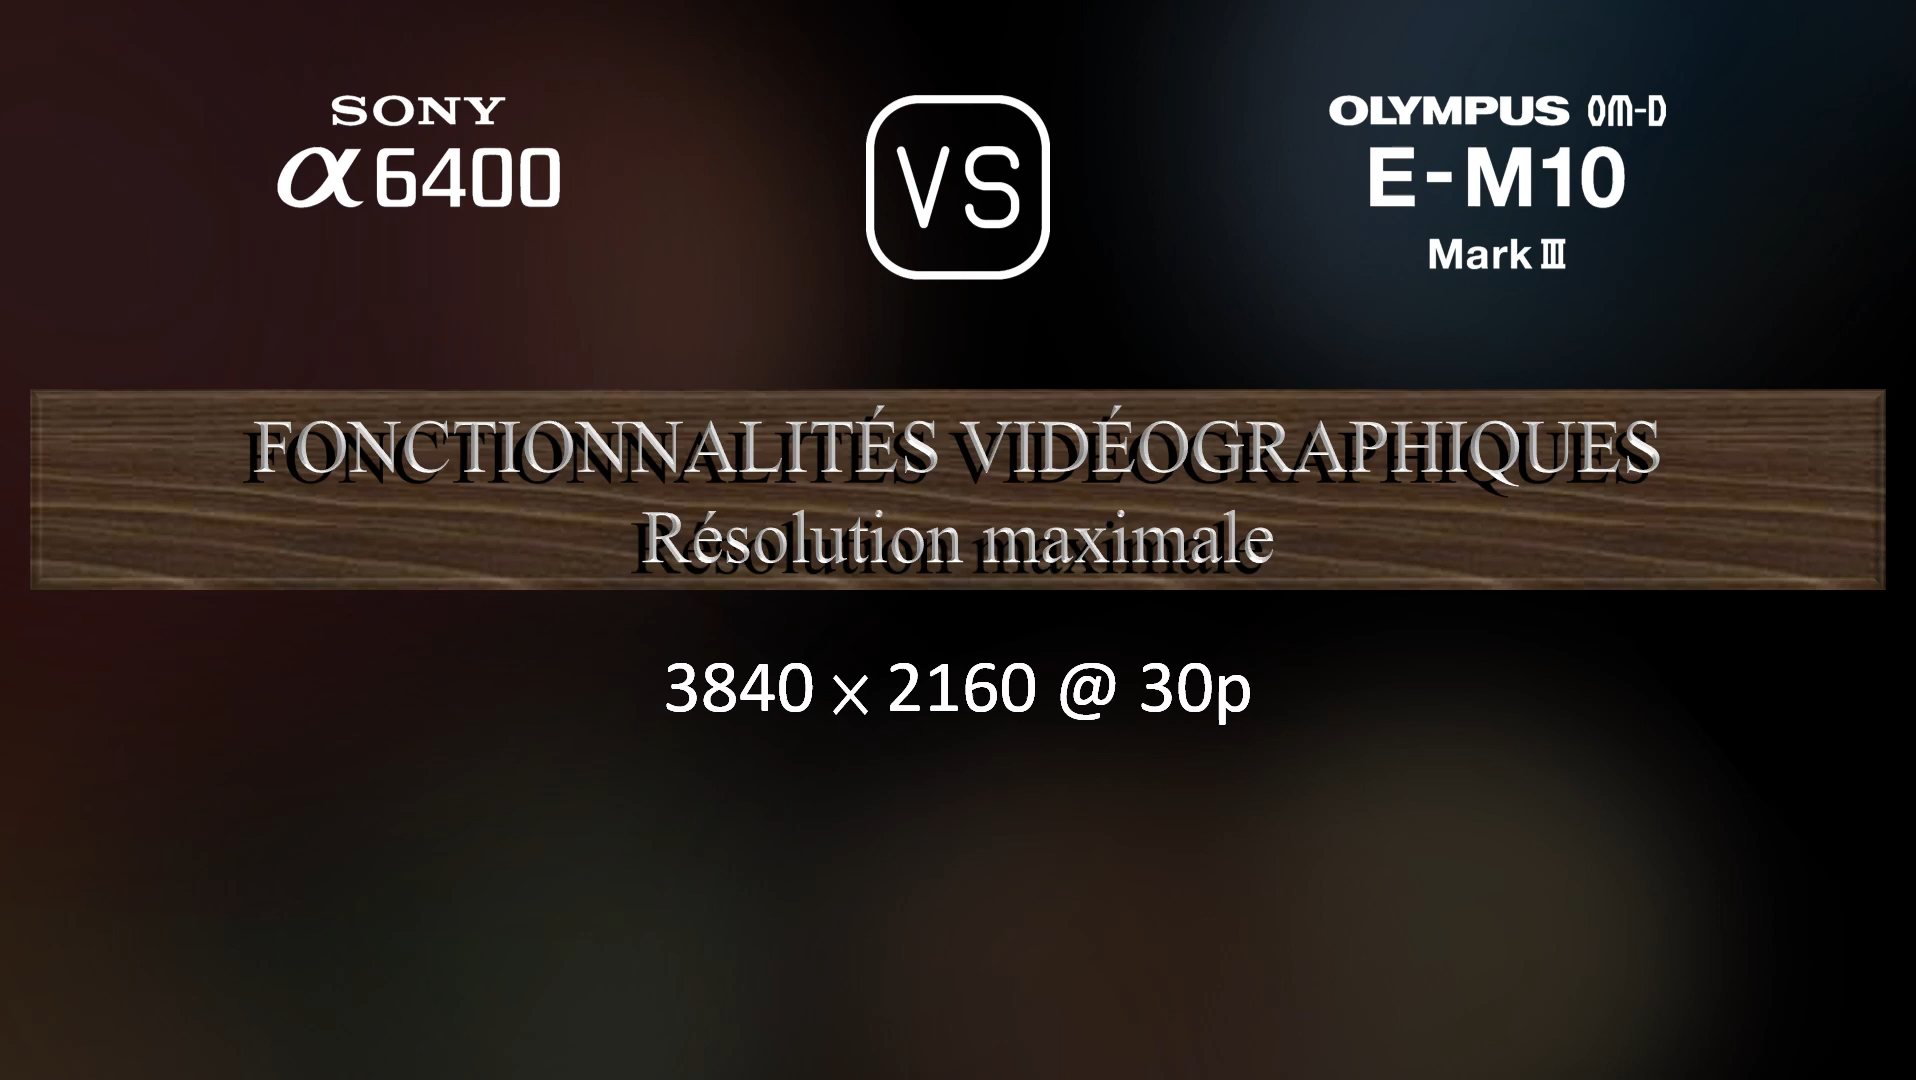 SONY
α6400
VS
OLYMPUS OM-D
E-M10
Mark III
FONCTIONNALITÉS VIDÉOGRAPHIQUES
Résolution maximale
3840 x 2160 @ 30p